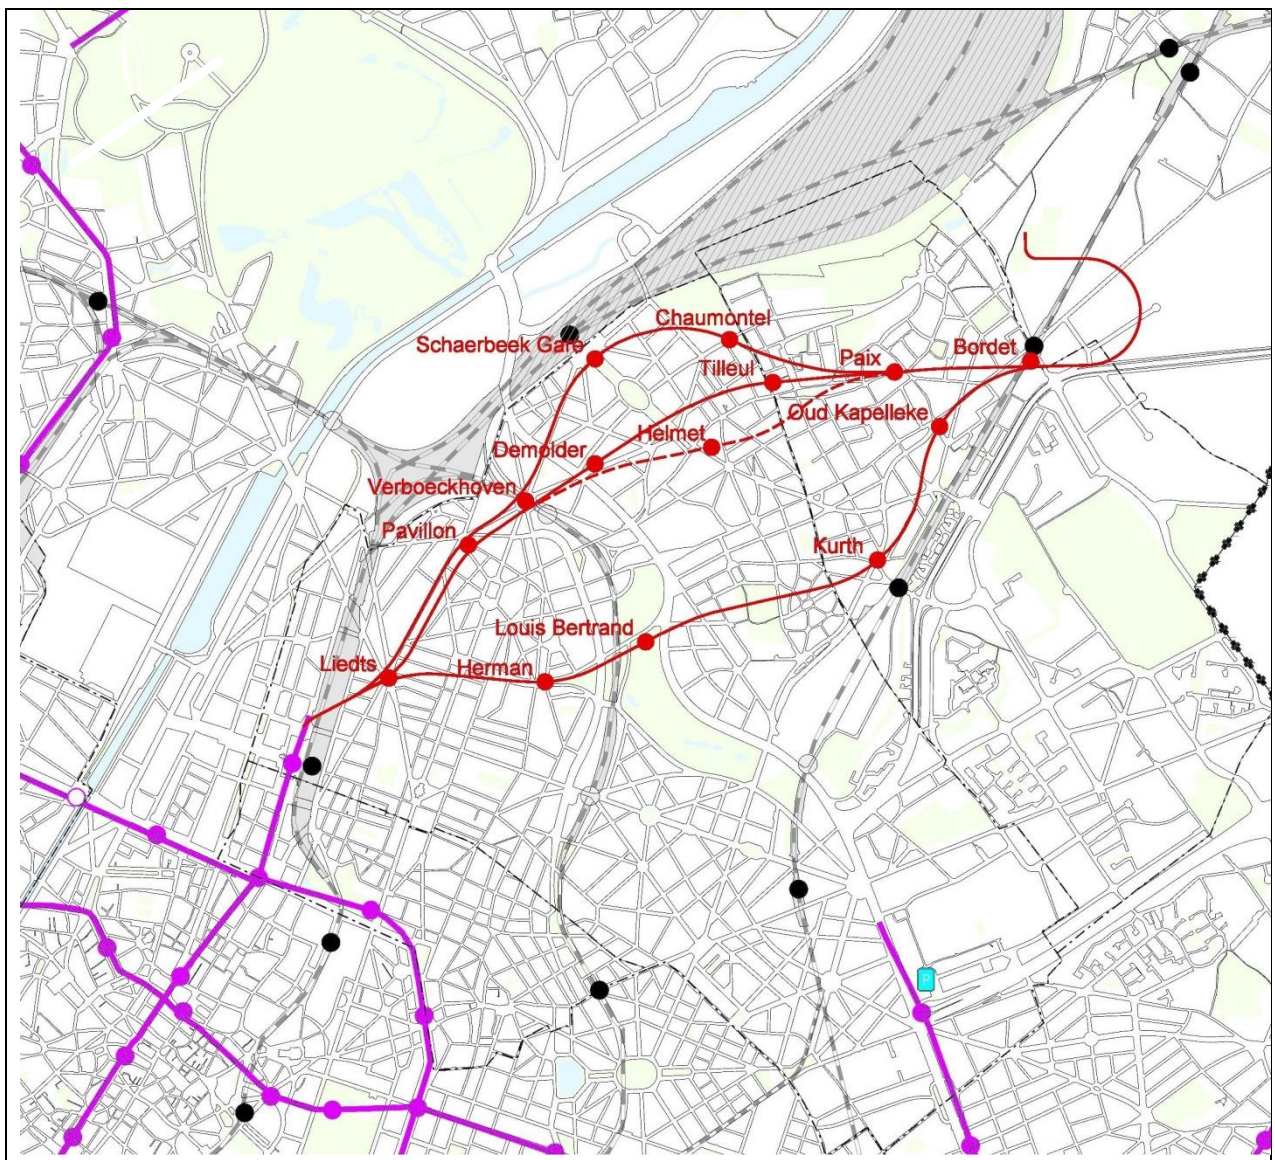 Chaumontel
Schaerbeek Gare
Bordet
Paix
Tilleul
Oud Kapelleke
Helmet
Demolder
Verboeckhoven
Pavillon
Kurth
Louis Bertrand
Liedts
Herman
P